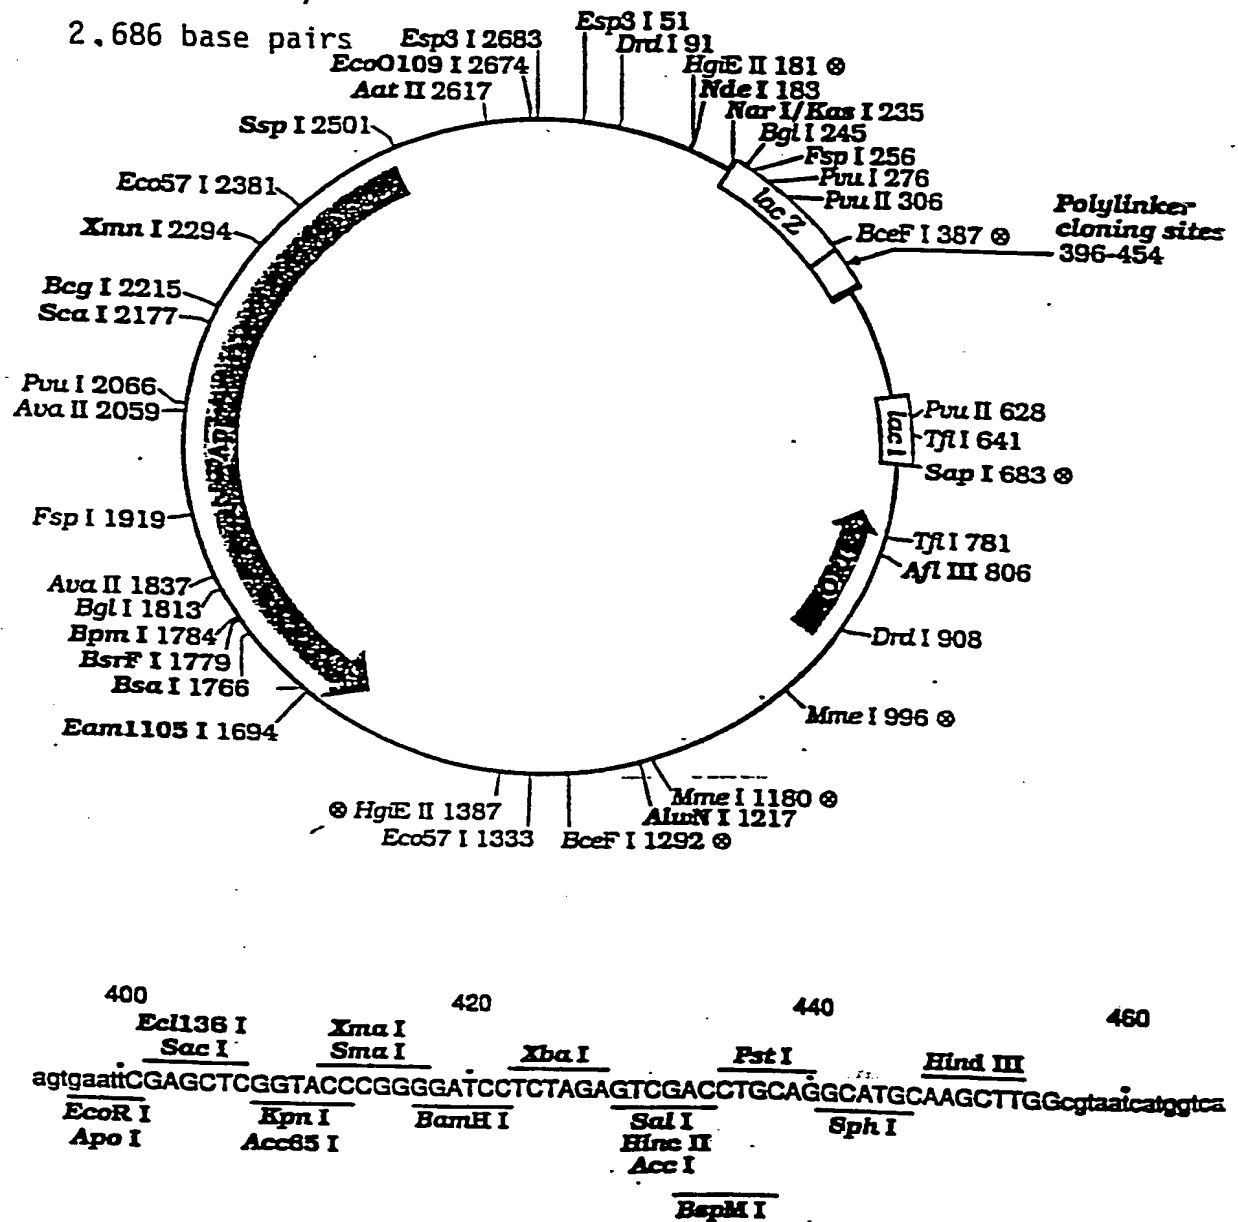 2,686 base pairs
Esp3 I 2683
EcoO109 I 2674
Aat II 2617
Ssp I 2501
Eco57 I 2381
Xmn I 2294
Bcg I 2215
Sca I 2177
Pvu I 2066
Ava II 2059
Fsp I 1919
Ava II 1837
Bgl I 1813
Bpm I 1784
BsrF I 1779
Bsa I 1766
Eam1105 I 1694
Esp3 I 51
Drd I 91
HgiE II 181 ⊗
Nde I 183
Nar I/Kas I 235
Bgl I 245
Fsp I 256
Pvu I 276
Pvu II 306
BceF I 387 ⊗
Polylinker
cloning sites
396-454
lac Z
lac I
Pvu II 628
Tfl I 641
Sap I 683 ⊗
Tfl I 781
Afl III 806
ORI
Drd I 908
Mme I 996 ⊗
Mme I 1180 ⊗
AlwN I 1217
BceF I 1292 ⊗
Eco57 I 1333
⊗ HgiE II 1387
400 420 440 460
Ecl136 I Xma I
Sac I Sma I Xba I Pst I Hind III
agtgaattCGAGCTCGGTACCCGGGGATCCTCTAGAGTCGACCTGCAGGCATGCAAGCTTGGcgtaatcatggtca
EcoR I Kpn I BamH I Sal I Sph I
Apo I Acc65 I Hinc II
Acc I
BspM I